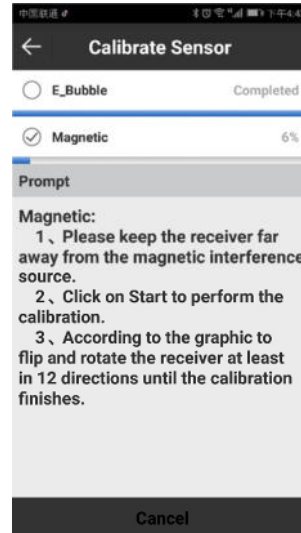 中国联通
下午4:4
Calibrate Sensor
E_Bubble Completed
Magnetic 6%
Prompt
Magnetic:
1、Please keep the receiver far
away from the magnetic interference
source.
2、Click on Start to perform the
calibration.
3、According to the graphic to
flip and rotate the receiver at least
in 12 directions until the calibration
finishes.
Cancel